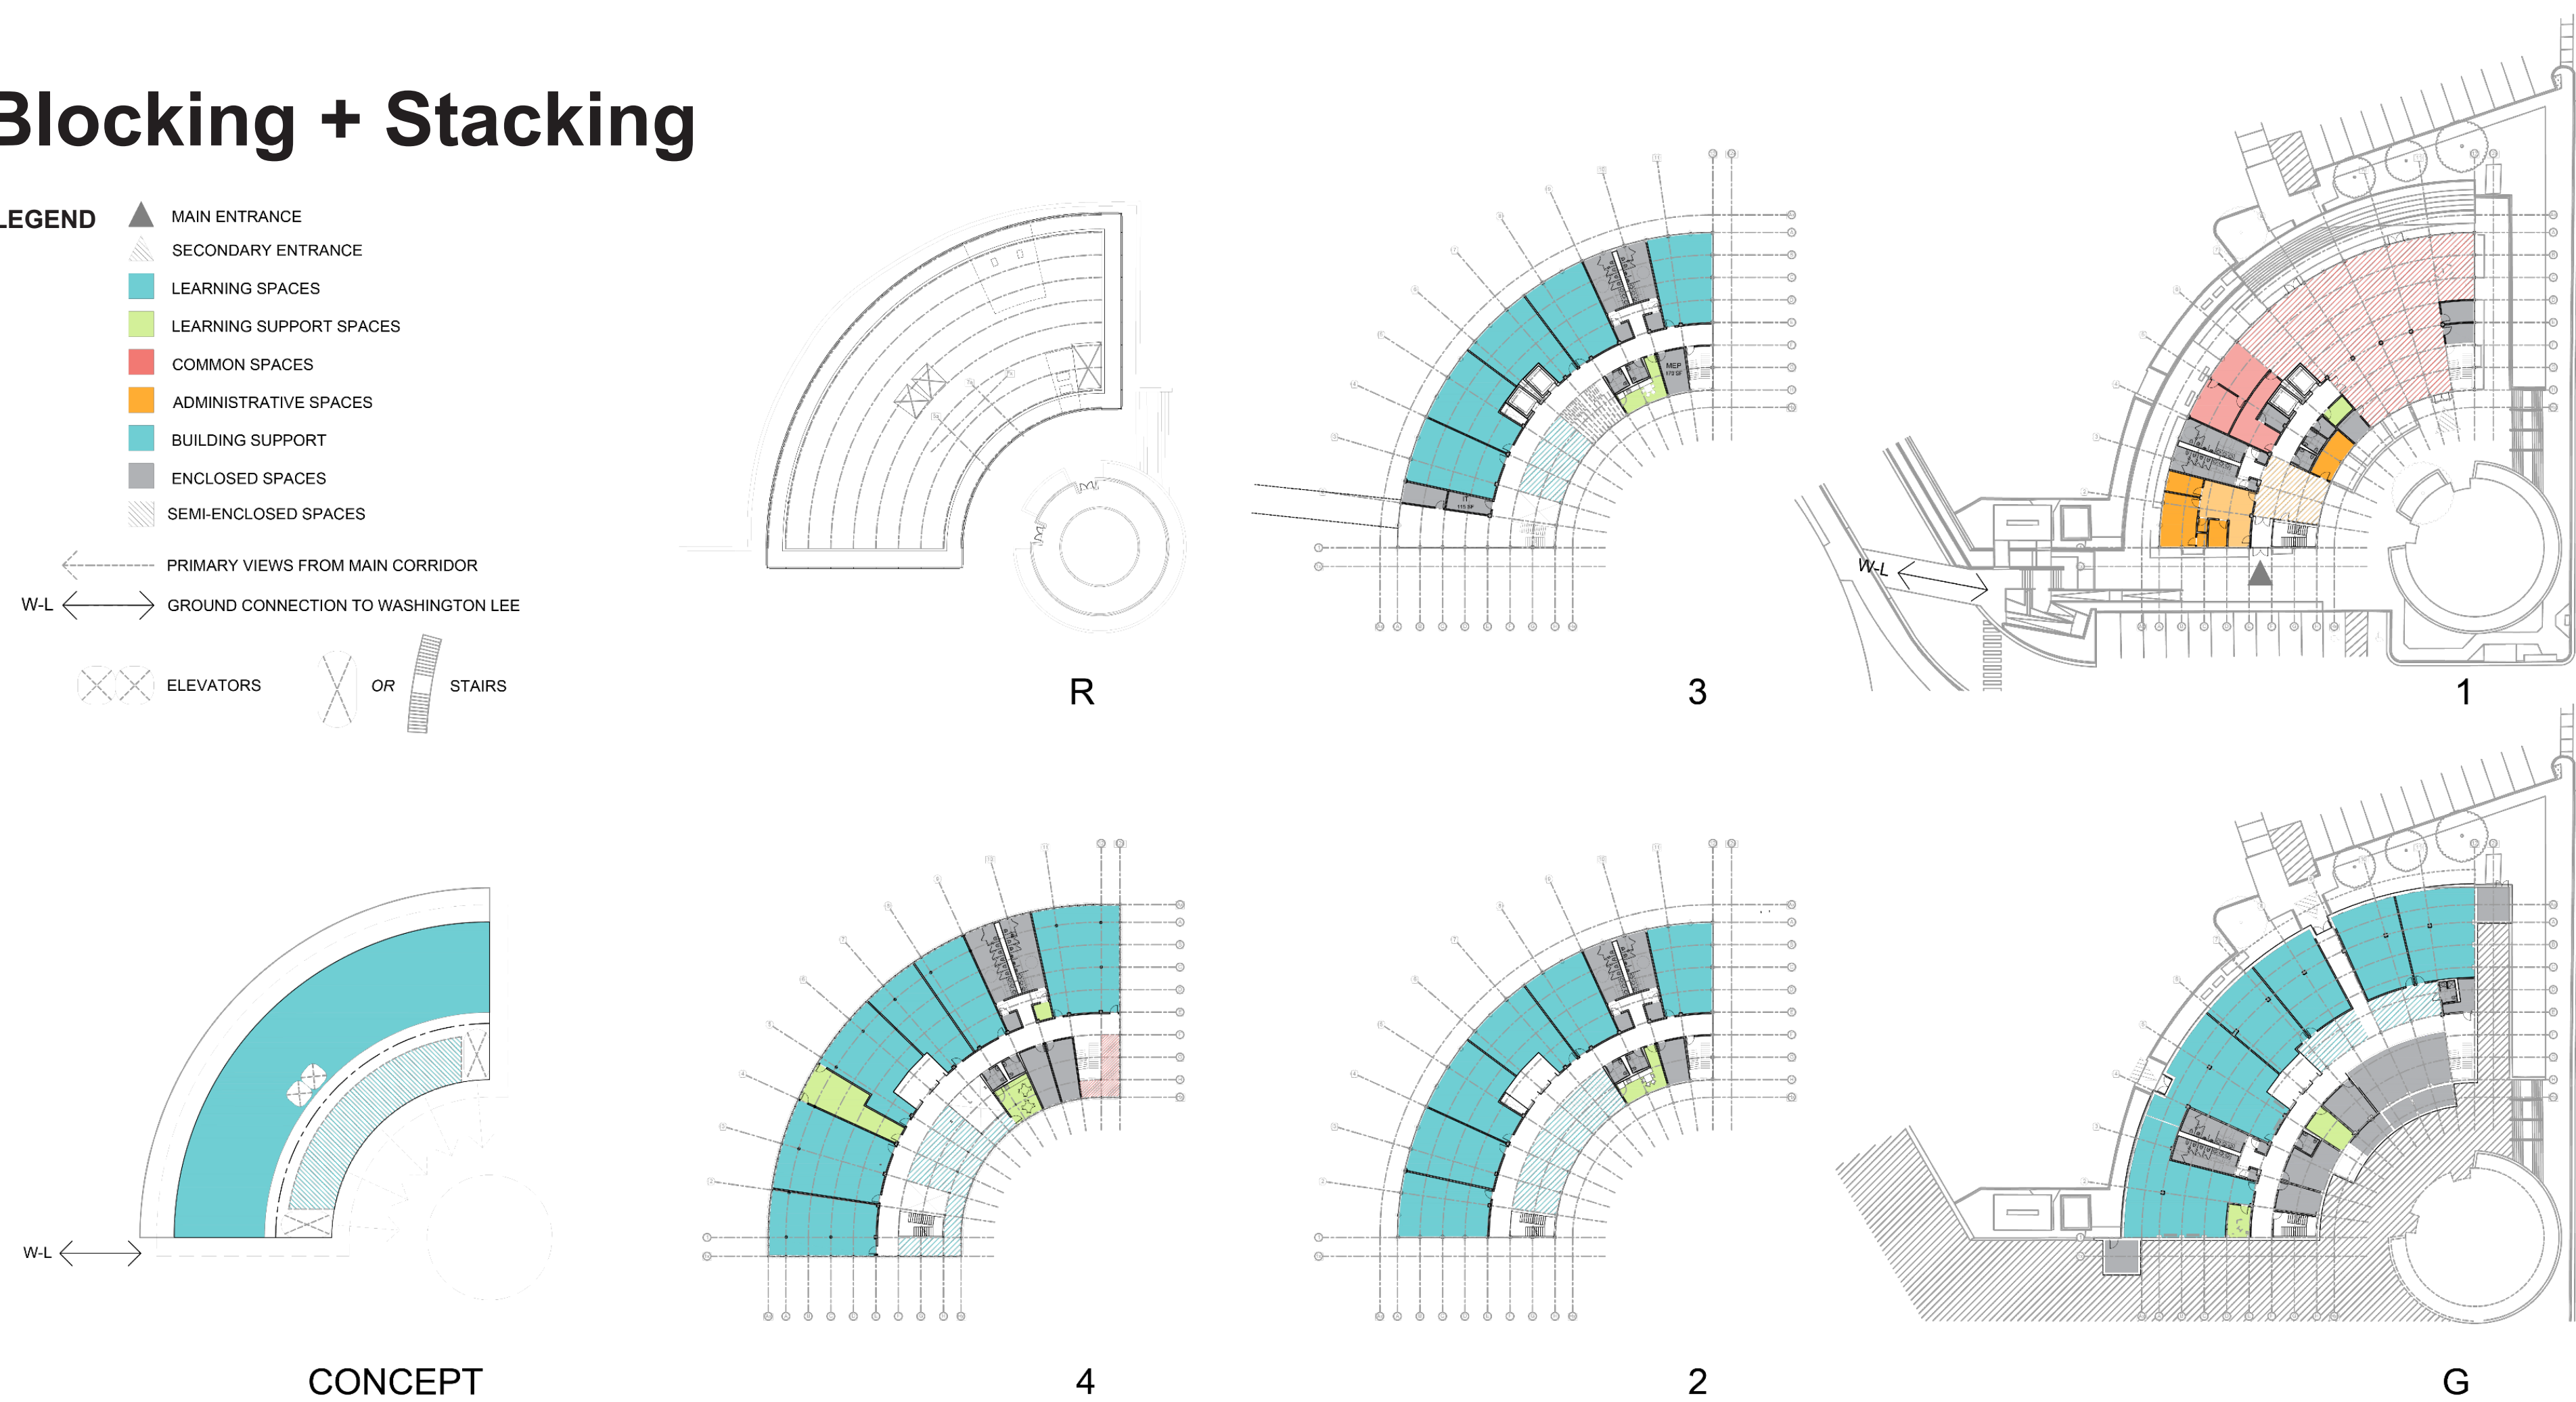 Blocking + Stacking
LEGEND
MAIN ENTRANCE
SECONDARY ENTRANCE
LEARNING SPACES
LEARNING SUPPORT SPACES
COMMON SPACES
ADMINISTRATIVE SPACES
BUILDING SUPPORT
ENCLOSED SPACES
SEMI-ENCLOSED SPACES
PRIMARY VIEWS FROM MAIN CORRIDOR
W-L GROUND CONNECTION TO WASHINGTON LEE
ELEVATORS OR STAIRS
MEP
W-L
R 3 1
W-L
CONCEPT 4 2 G